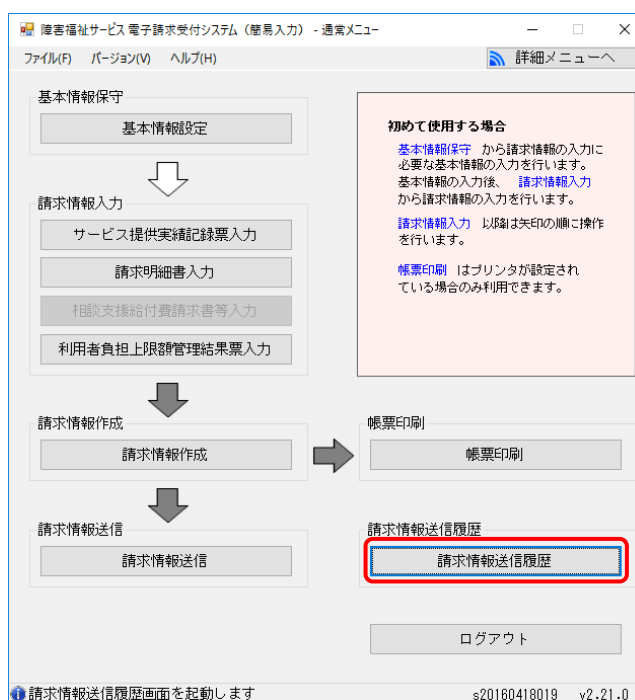 障害福祉サービス 電子請求受付システム（簡易入力） - 通常メニュー
ファイル(F) バージョン(V) ヘルプ(H)
詳細メニューへ
基本情報保守
基本情報設定
初めて使用する場合
基本情報保守 から請求情報の入力に
必要な基本情報の入力を行います。
基本情報の入力後、 請求情報入力
から請求情報の入力を行います。
請求情報入力 以降は矢印の順に操作
を行います。
帳票印刷 はプリンタが設定され
ている場合のみ利用できます。
請求情報入力
サービス提供実績記録票入力
請求明細書入力
相談支援給付費請求書等入力
利用者負担上限額管理結果票入力
請求情報作成
請求情報作成
帳票印刷
帳票印刷
請求情報送信
請求情報送信
請求情報送信履歴
請求情報送信履歴
ログアウト
請求情報送信履歴画面を起動します
s20160418019 v2.21.0